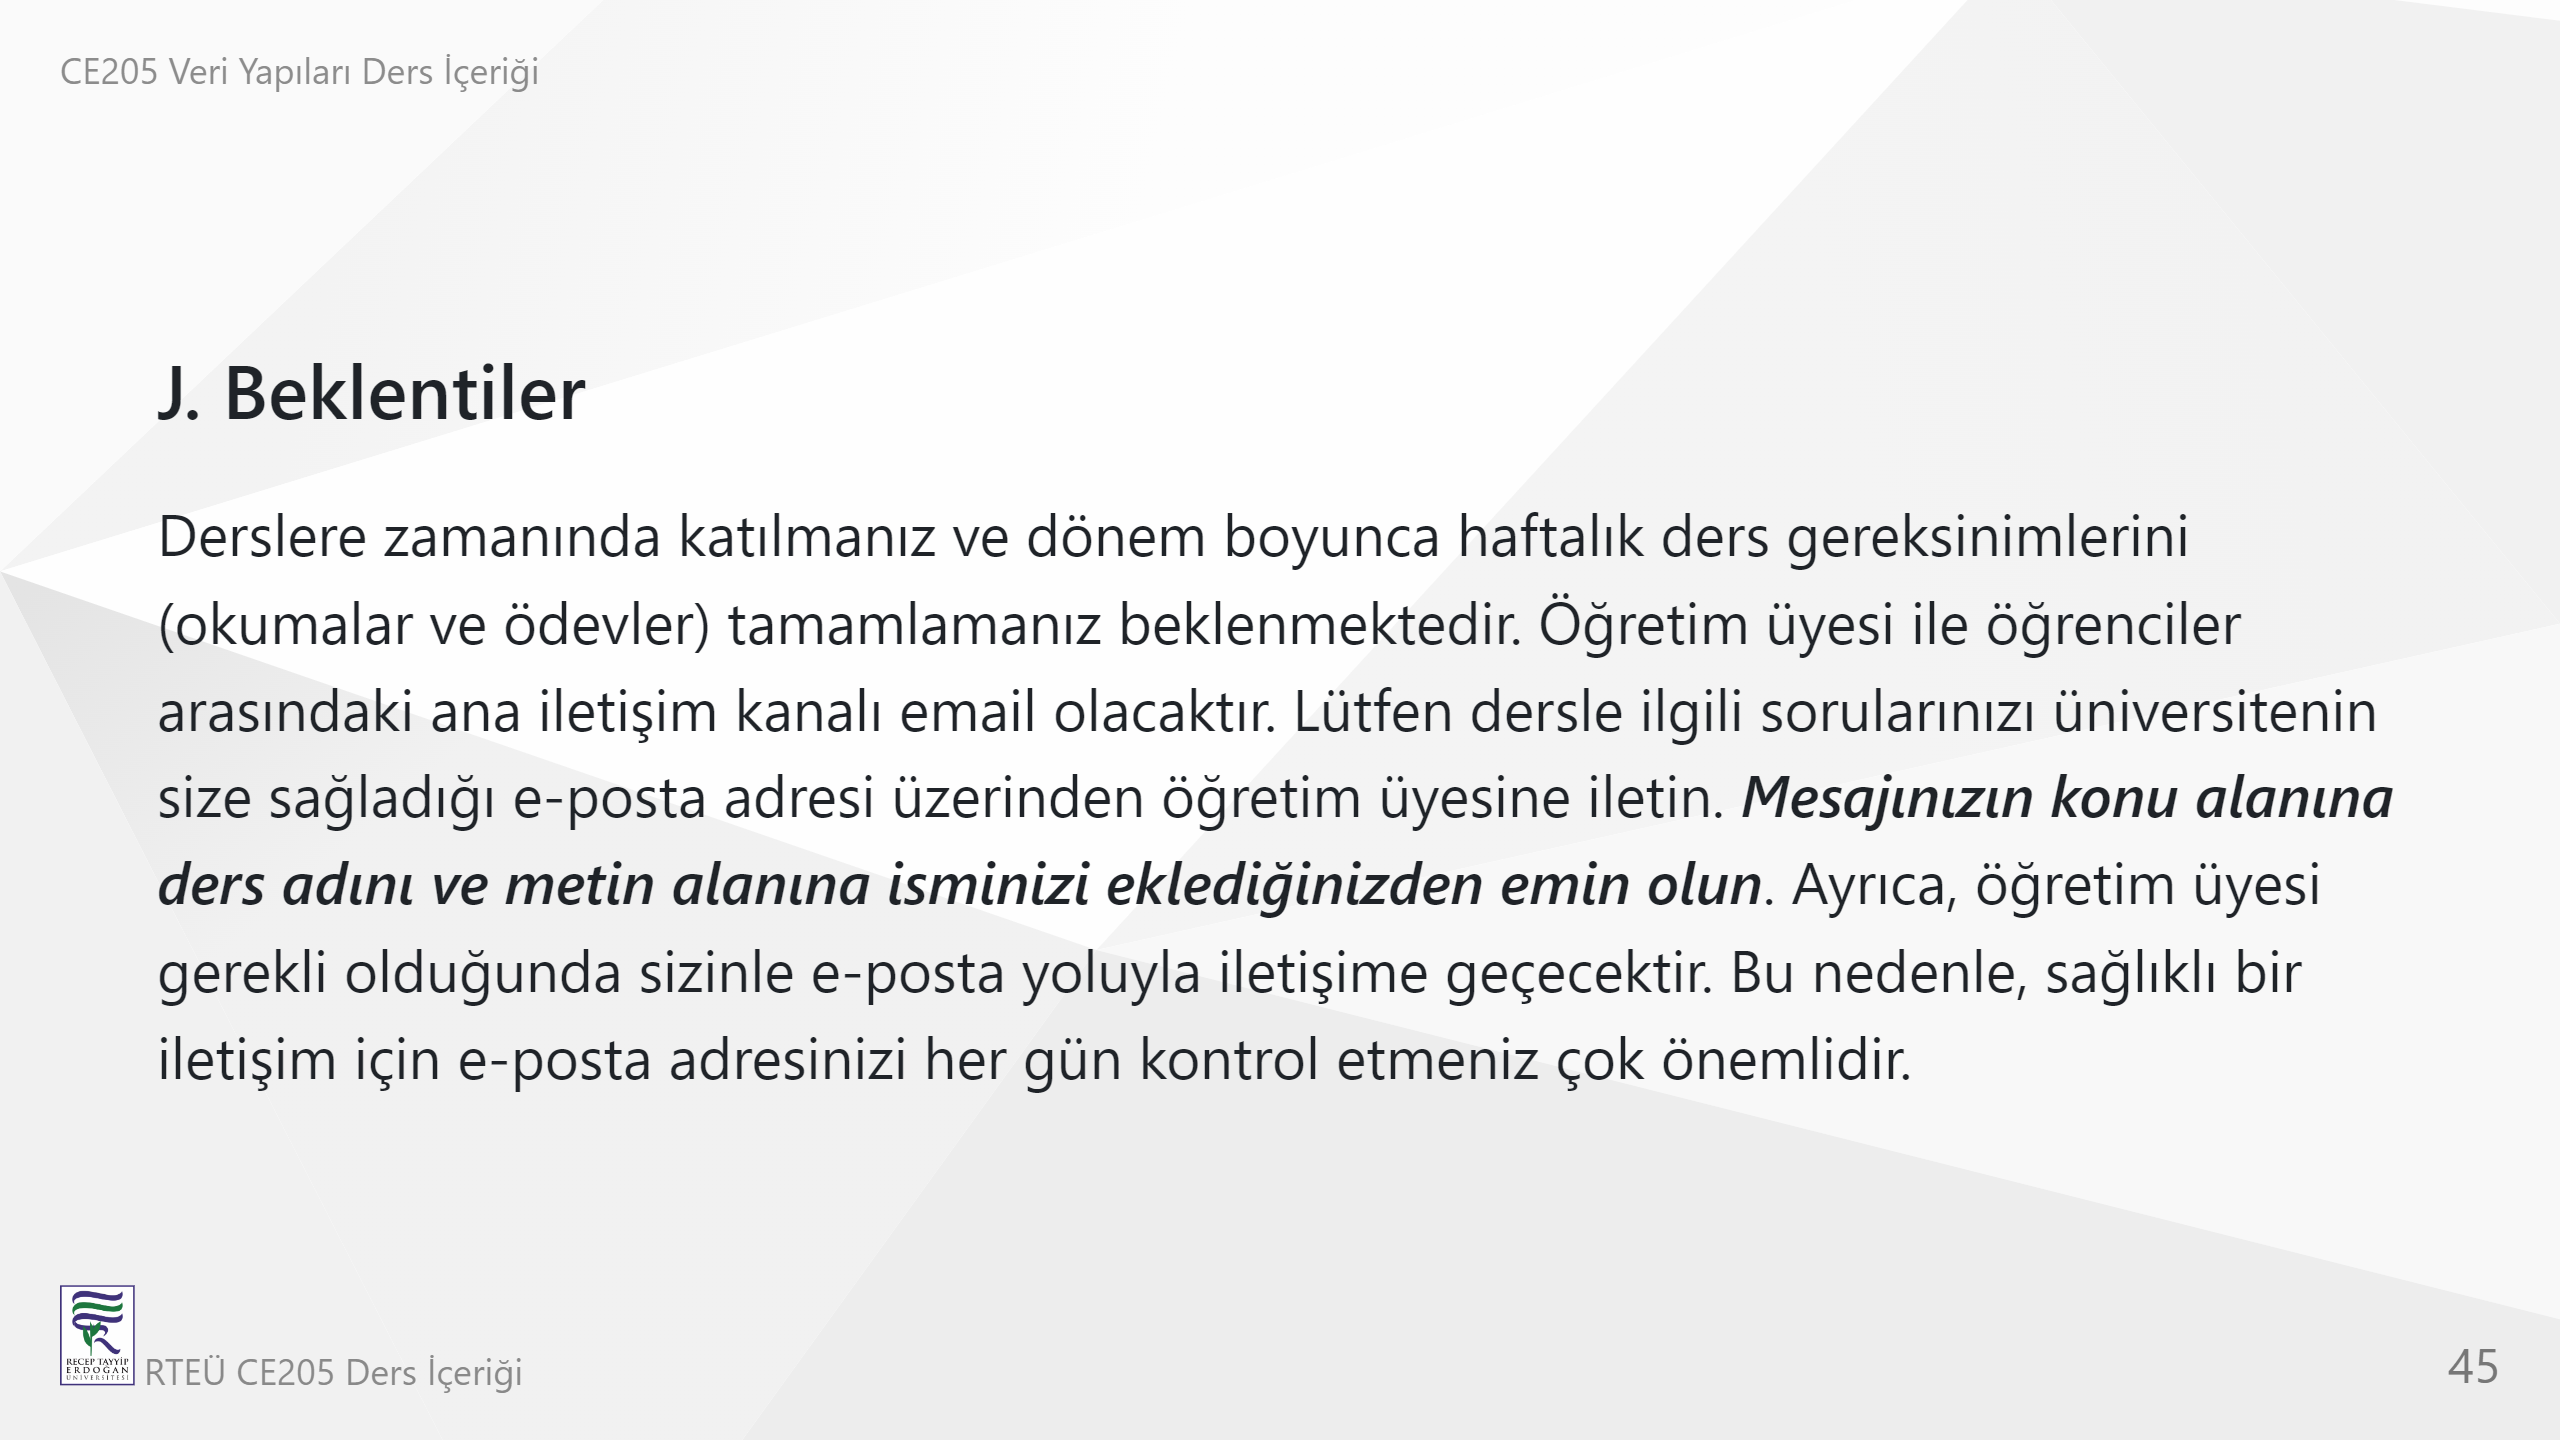 CE205 Veri Yapıları Ders İçeriği
J. Beklentiler
Derslere zamanında katılmanız ve dönem boyunca haftalık ders gereksinimlerini
(okumalar ve ödevler) tamamlamanız beklenmektedir. Öğretim üyesi ile öğrenciler
arasındaki ana iletişim kanalı email olacaktır. Lütfen dersle ilgili sorularınızı üniversitenin
size sağladığı e-posta adresi üzerinden öğretim üyesine iletin. Mesajınızın konu alanına
ders adını ve metin alanına isminizi eklediğinizden emin olun. Ayrıca, öğretim üyesi
gerekli olduğunda sizinle e-posta yoluyla iletişime geçecektir. Bu nedenle, sağlıklı bir
iletişim için e-posta adresinizi her gün kontrol etmeniz çok önemlidir.
RECEP TAYYİP
ERDOĞAN
ÜNİVERSİTESİ
RTEÜ CE205 Ders İçeriği
45